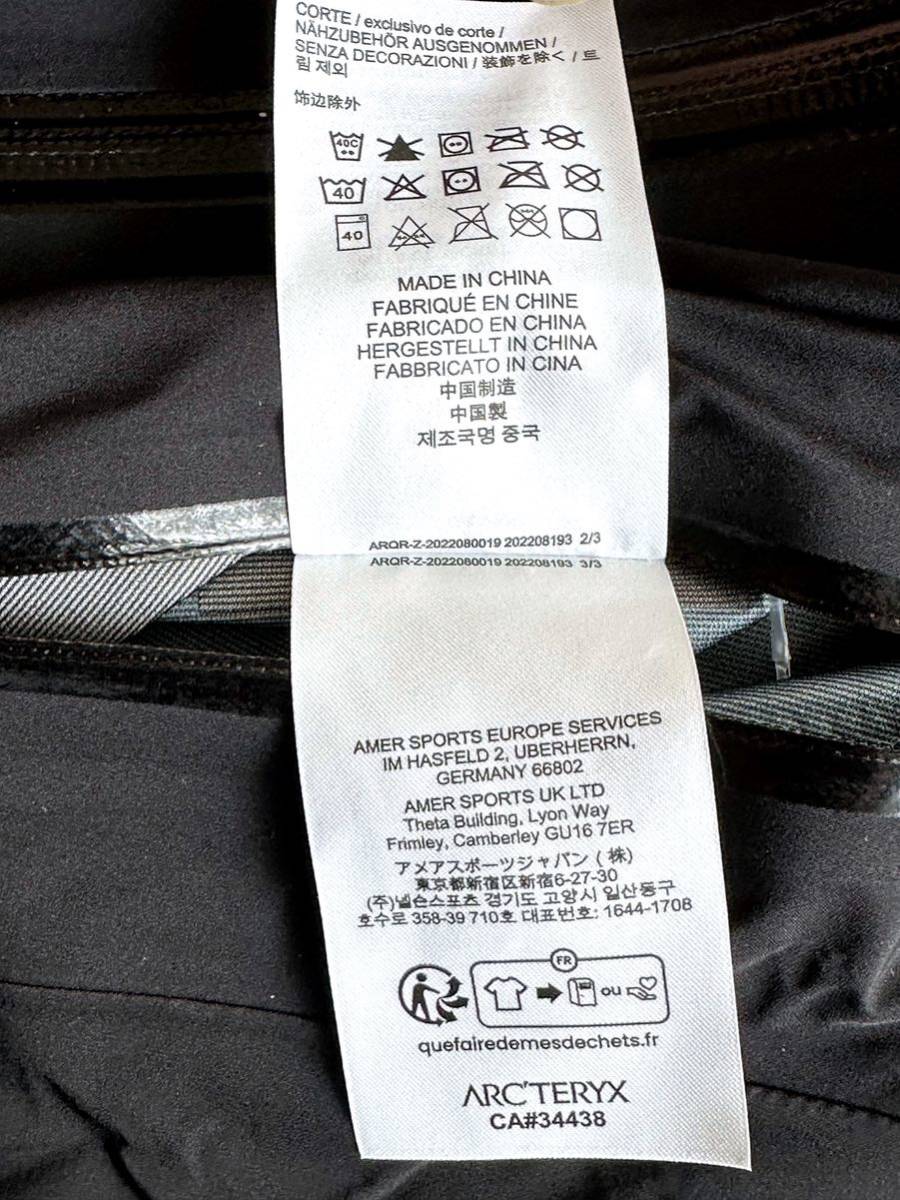 CORTE / exclusivo de corte /
NÄHZUBEHÖR AUSGENOMMEN /
SENZA DECORAZIONI / 装飾を除く / 트
림 제외
饰边除外
40C
40
40
MADE IN CHINA
FABRIQUÉ EN CHINE
FABRICADO EN CHINA
HERGESTELLT IN CHINA
FABBRICATO IN CINA
中国制造
中国製
제조국명 중국
ARQR-Z-2022080019 202208193 2/3
ARQR-Z-2022080019 202208193 3/3
AMER SPORTS EUROPE SERVICES
IM HASFELD 2, UBERHERRN,
GERMANY 66802
AMER SPORTS UK LTD
Theta Building, Lyon Way
Frimley, Camberley GU16 7ER
アメアスポーツジャパン (株)
東京都新宿区新宿6-27-30
(주)넬슨스포츠 경기도 고양시 일산동구
호수로 358-39 710호 대표번호: 1644-1708
FR
ou
quefairedemesdechets.fr
ARC'TERYX
CA#34438